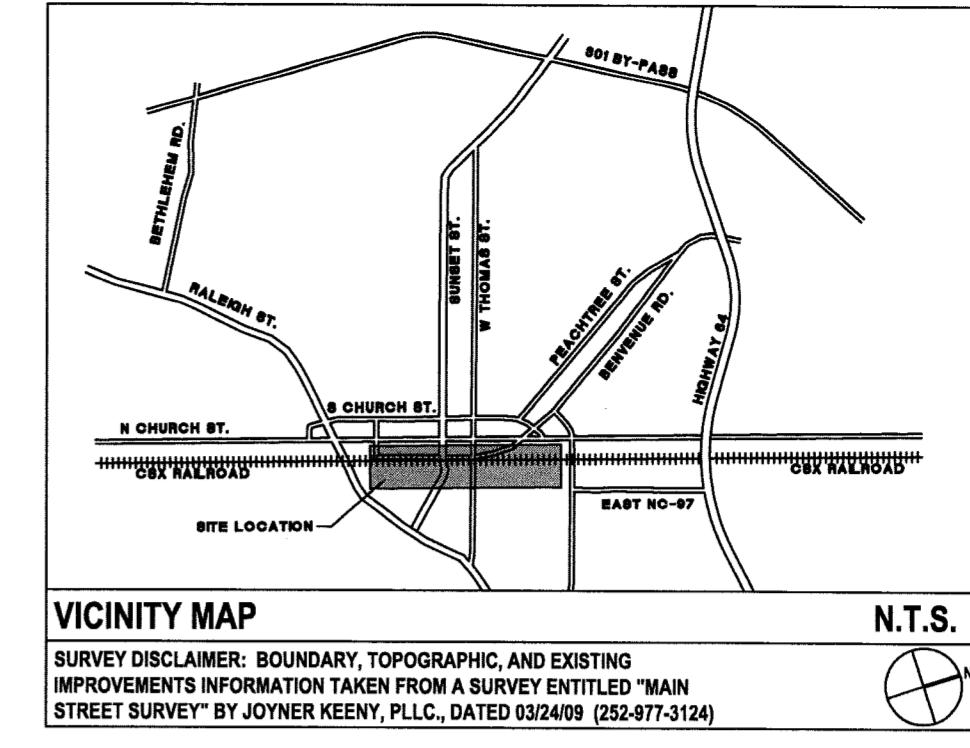 301 BY-PASS
BETHLEHEM RD.
SUNSET ST.
W THOMAS ST.
RALEIGH ST.
PEACHTREE ST.
BENVENUE RD.
HIGHWAY 64
S CHURCH ST.
N CHURCH ST.
CSX RAILROAD
CSX RAILROAD
EAST NC-97
SITE LOCATION
VICINITY MAP
N.T.S.
SURVEY DISCLAIMER: BOUNDARY, TOPOGRAPHIC, AND EXISTING
IMPROVEMENTS INFORMATION TAKEN FROM A SURVEY ENTITLED "MAIN
STREET SURVEY" BY JOYNER KEENY, PLLC., DATED 03/24/09 (252-977-3124)
N